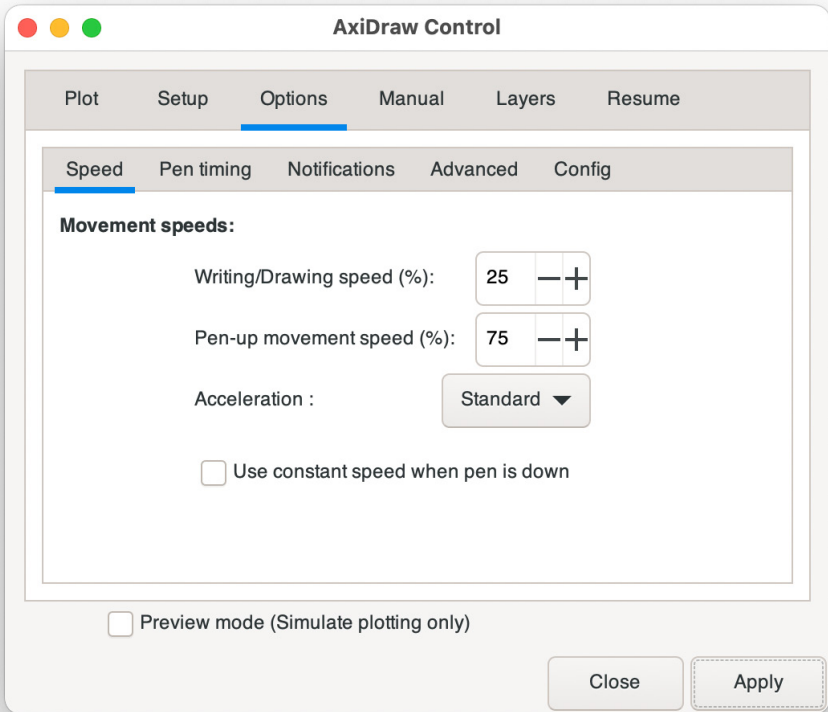 AxiDraw Control
Plot Setup Options Manual Layers Resume
Speed Pen timing Notifications Advanced Config
Movement speeds:
Writing/Drawing speed (%): 25
Pen-up movement speed (%): 75
Acceleration : Standard
Use constant speed when pen is down
Preview mode (Simulate plotting only)
Close Apply